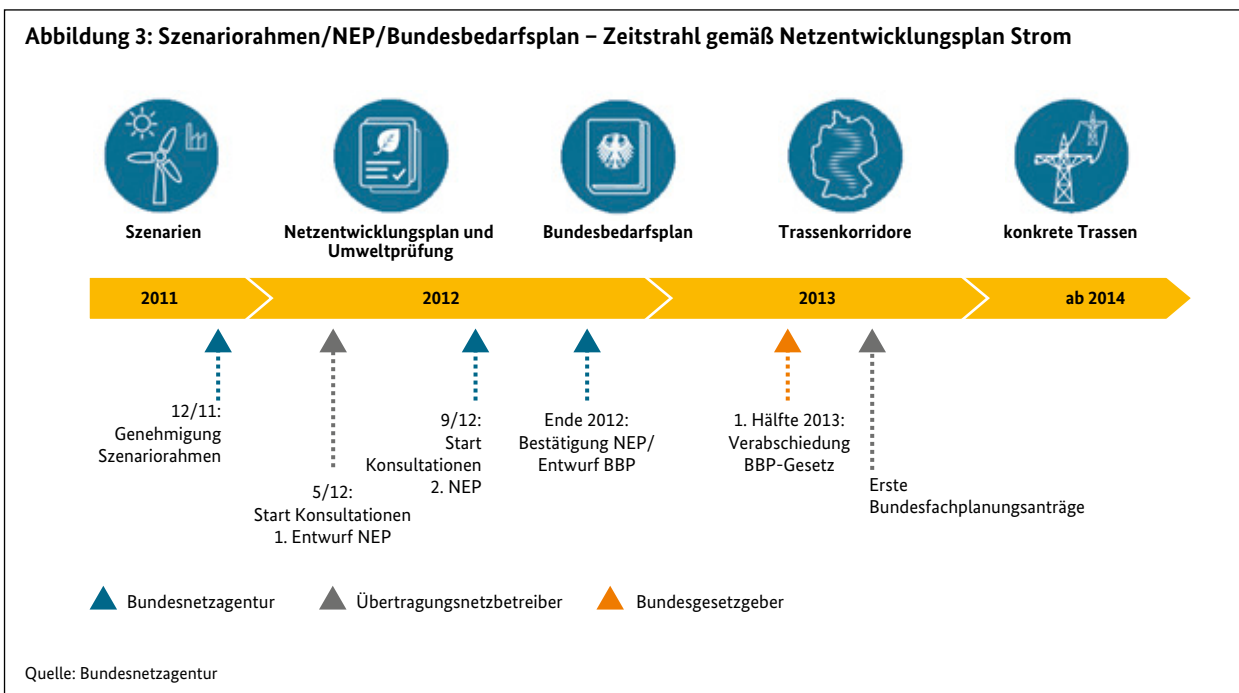 Abbildung 3: Szenariorahmen/NEP/Bundesbedarfsplan – Zeitstrahl gemäß Netzentwicklungsplan Strom
Szenarien
Netzentwicklungsplan und
Umweltprüfung
Bundesbedarfsplan
Trassenkorridore
konkrete Trassen
2011
2012
2013
ab 2014
12/11:
Genehmigung
Szenariorahmen
5/12:
Start Konsultationen
1. Entwurf NEP
9/12:
Start
Konsultationen
2. NEP
Ende 2012:
Bestätigung NEP/
Entwurf BBP
1. Hälfte 2013:
Verabschiedung
BBP-Gesetz
Erste
Bundesfachplanungsanträge
Bundesnetzagentur
Übertragungsnetzbetreiber
Bundesgesetzgeber
Quelle: Bundesnetzagentur